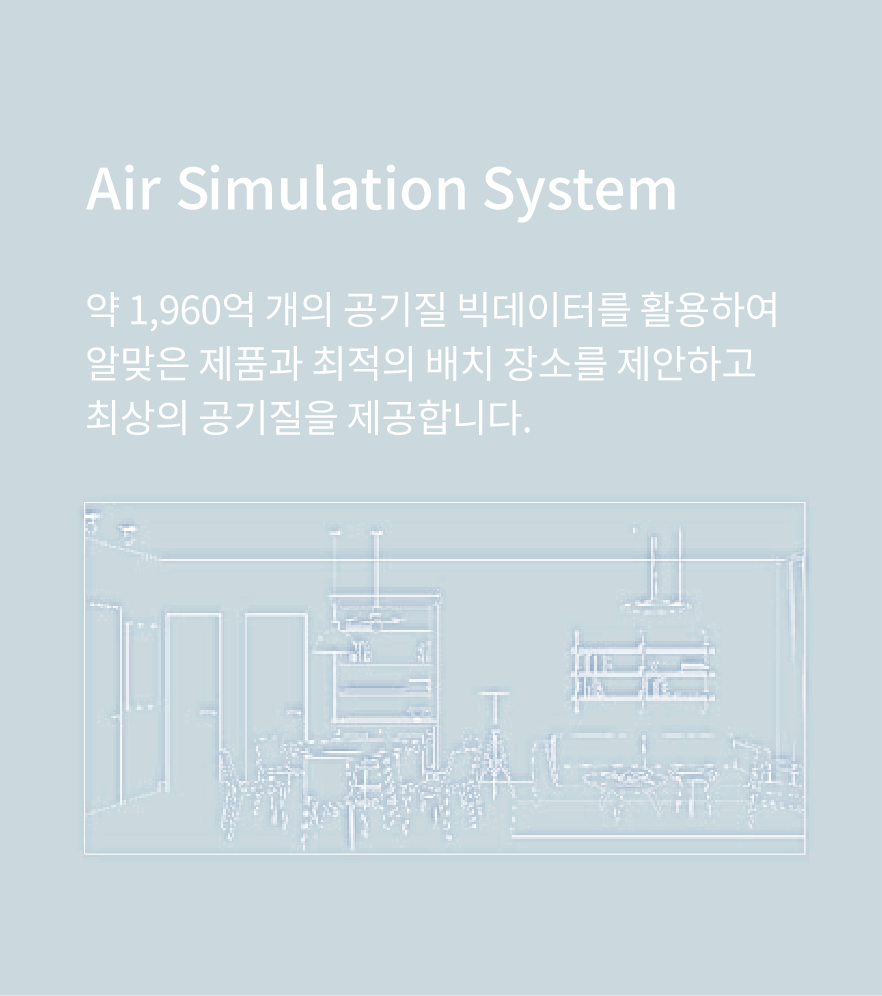 Air Simulation System
약 1,960억 개의 공기질 빅데이터를 활용하여
알맞은 제품과 최적의 배치 장소를 제안하고
최상의 공기질을 제공합니다.